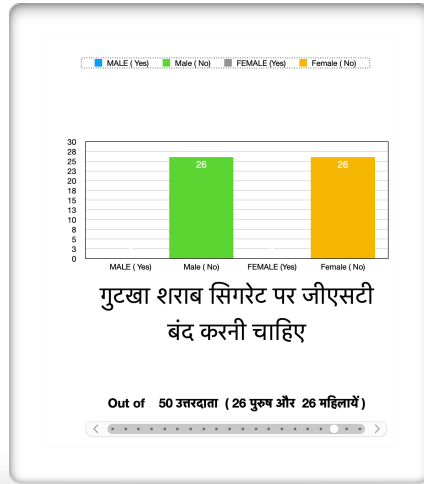 MALE ( Yes) Male ( No) FEMALE (Yes) Female ( No)
30
28
25
23
20
18
15
13
10
8
5
3
0
26 26
MALE ( Yes) Male ( No) FEMALE (Yes) Female ( No)
गुटखा शराब सिगरेट पर जीएसटी
बंद करनी चाहिए
Out of 50 उत्तरदाता ( 26 पुरुष और 26 महिलायें )